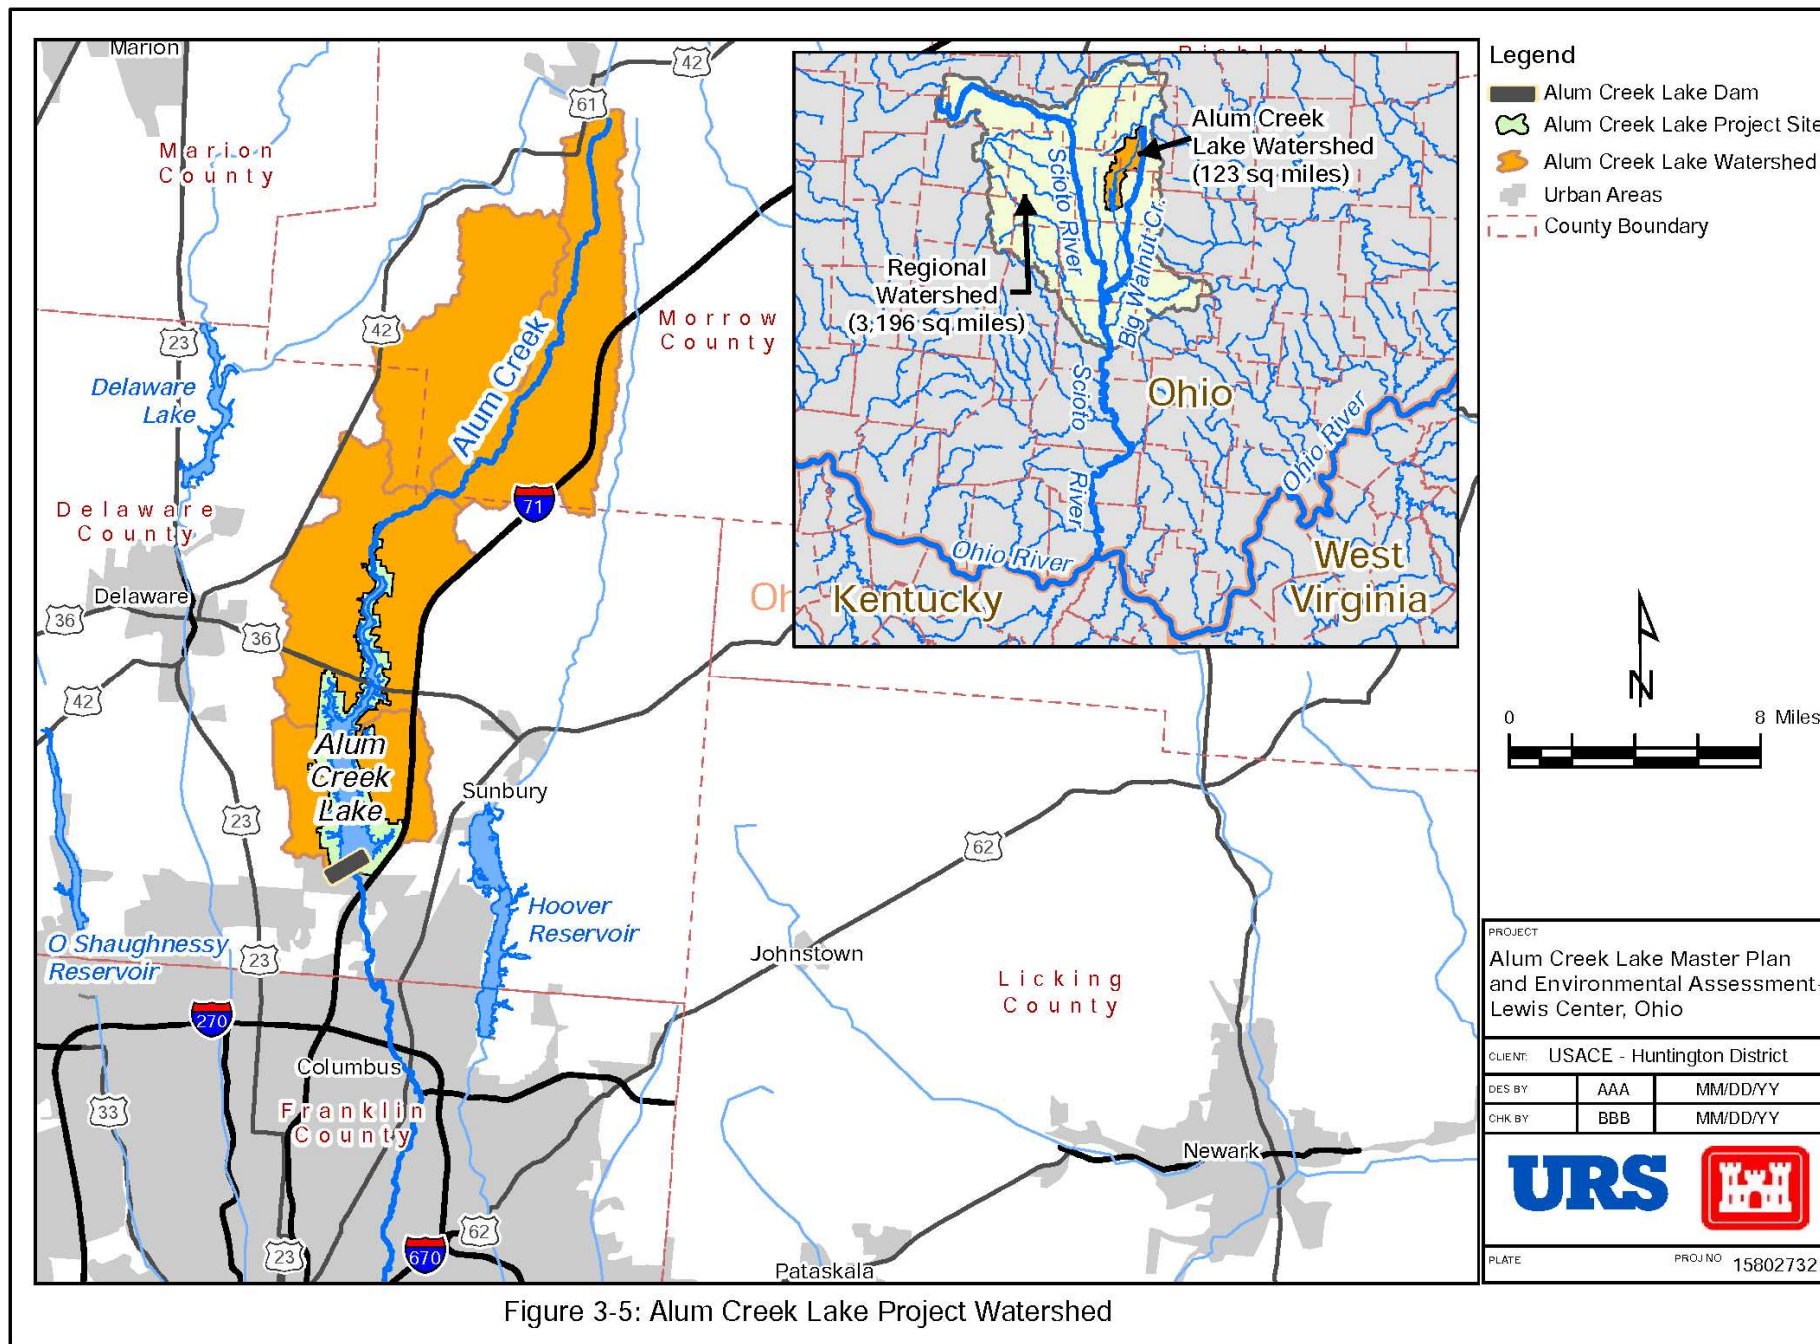 Marion
42
61
Marion
County
42
23
Delaware
Lake
Morrow
County
Alum Creek
71
Delaware
County
Delaware
36
36
42
Alum
Creek
Lake
Sunbury
23
62
Hoover
Reservoir
O Shaughnessy
Reservoir
23
Johnstown
Licking
County
270
Columbus
Franklin
County
33
Newark
62
23
670
Pataskala
Oh
Richland
Alum Creek
Lake Watershed
(123 sq miles)
Scioto River
Big Walnut Cr.
Regional
Watershed
(3,196 sq miles)
Ohio
Scioto
River
Ohio River
Ohio River
Kentucky
West
Virginia
Legend
Alum Creek Lake Dam
Alum Creek Lake Project Site
Alum Creek Lake Watershed
Urban Areas
County Boundary
N
0 8 Miles
PROJECT
Alum Creek Lake Master Plan
and Environmental Assessment-
Lewis Center, Ohio
CLIENT: USACE - Huntington District
DES BY AAA MM/DD/YY
CHK BY BBB MM/DD/YY
URS
PLATE PROJ NO 15802732
Figure 3-5: Alum Creek Lake Project Watershed